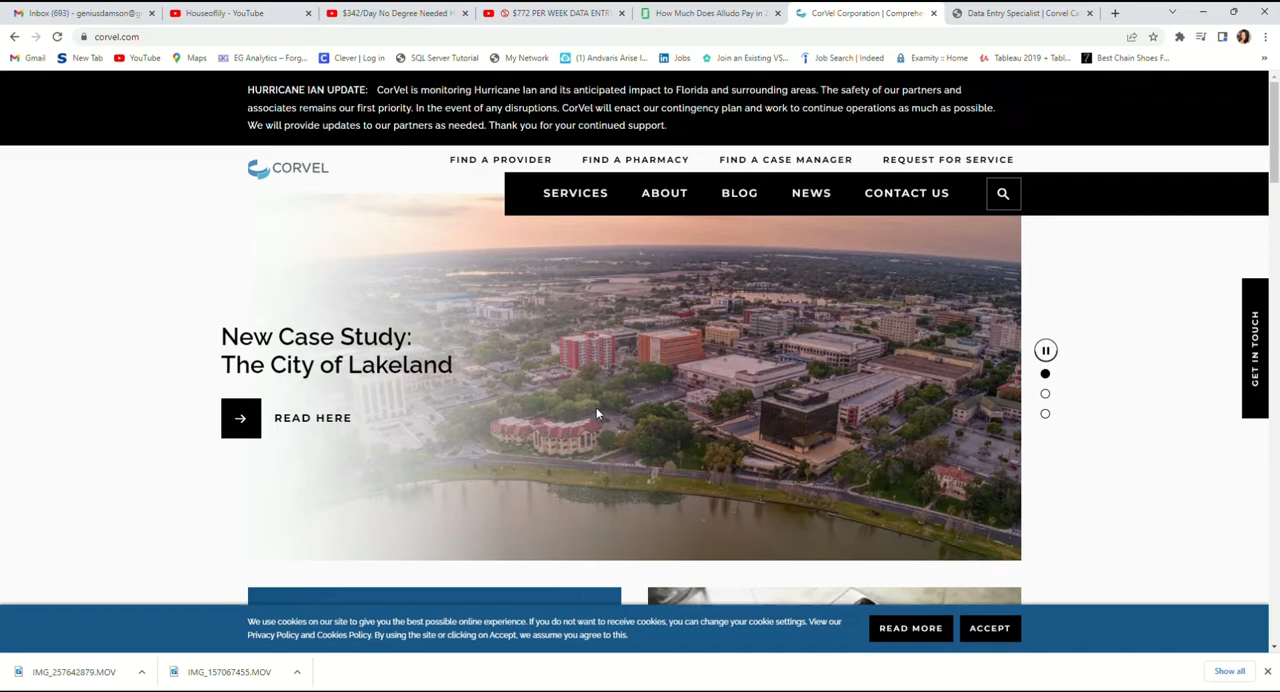 Inbox (693) - geniusdamson@g
Houseoflily - YouTube
$342/Day No Degree Needed H
$772 PER WEEK DATA ENTR
How Much Does Alludo Pay in
CorVel Corporation | Comprehe
Data Entry Specialist | Corvel Ca
corvel.com
Gmail
New Tab
YouTube
Maps
EG Analytics – Forg...
Clever | Log in
SQL Server Tutorial
My Network
(1) Andvaris Arise I...
Jobs
Join an Existing VS...
Job Search | Indeed
Examity :: Home
Tableau 2019 + Tabl...
Best Chain Shoes F...
HURRICANE IAN UPDATE: CorVel is monitoring Hurricane Ian and its anticipated impact to Florida and surrounding areas. The safety of our partners and
associates remains our first priority. In the event of any disruptions, CorVel will enact our contingency plan and work to continue operations as much as possible.
We will provide updates to our partners as needed. Thank you for your continued support.
CORVEL
FIND A PROVIDER
FIND A PHARMACY
FIND A CASE MANAGER
REQUEST FOR SERVICE
SERVICES
ABOUT
BLOG
NEWS
CONTACT US
New Case Study:
The City of Lakeland
READ HERE
GET IN TOUCH
We use cookies on our site to give you the best possible online experience. If you do not want to receive cookies, you can change your cookie settings. View our
Privacy Policy and Cookies Policy. By using the site or clicking on Accept, we assume you agree to this.
READ MORE
ACCEPT
IMG_257642879.MOV
IMG_157067455.MOV
Show all